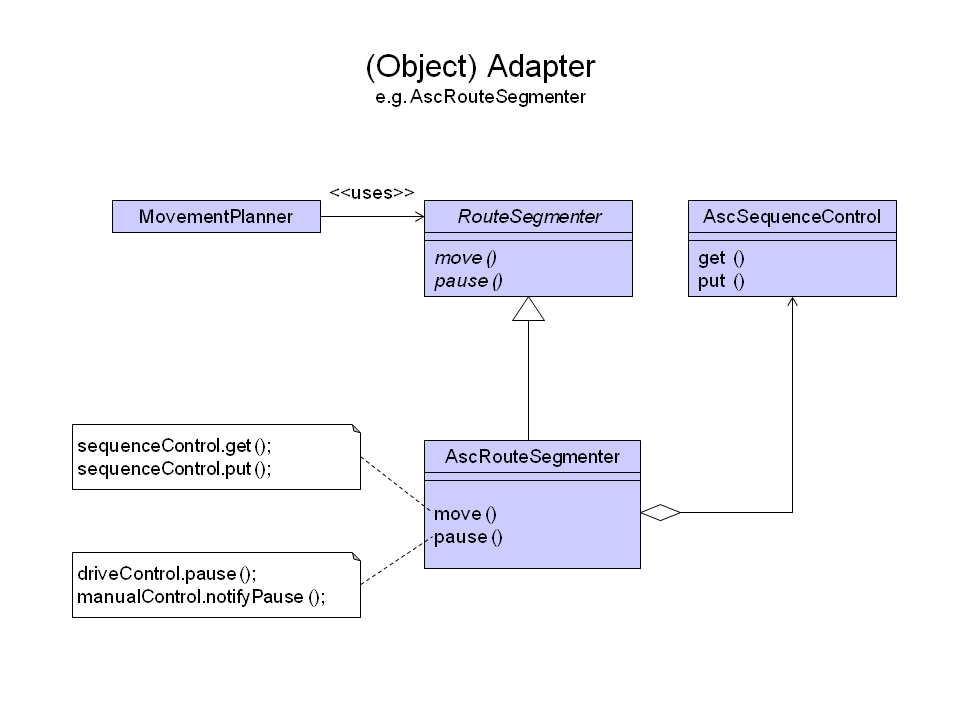 (Object) Adapter
e.g. AscRouteSegmenter
<<uses>>
MovementPlanner
RouteSegmenter
move ()
pause ()
AscSequenceControl
get ()
put ()
sequenceControl.get ();
sequenceControl.put ();
AscRouteSegmenter
move ()
pause ()
driveControl.pause ();
manualControl.notifyPause ();